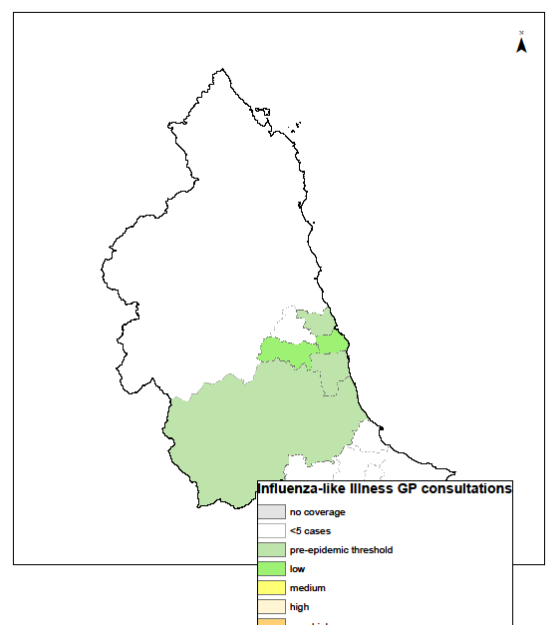 Influenza-like Illness GP consultations
no coverage
<5 cases
pre-epidemic threshold
low
medium
high